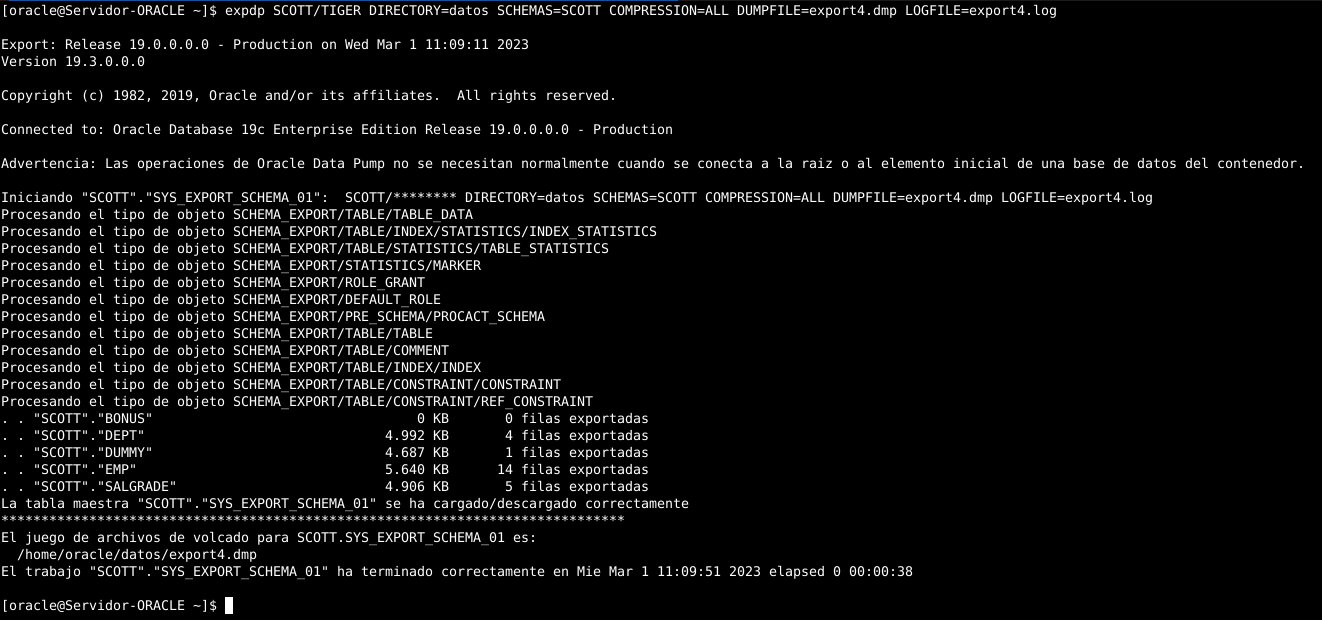 [oracle@Servidor-ORACLE ~]$ expdp SCOTT/TIGER DIRECTORY=datos SCHEMAS=SCOTT COMPRESSION=ALL DUMPFILE=export4.dmp LOGFILE=export4.log
Export: Release 19.0.0.0.0 - Production on Wed Mar 1 11:09:11 2023
Version 19.3.0.0.0
Copyright (c) 1982, 2019, Oracle and/or its affiliates.  All rights reserved.
Connected to: Oracle Database 19c Enterprise Edition Release 19.0.0.0.0 - Production
Advertencia: Las operaciones de Oracle Data Pump no se necesitan normalmente cuando se conecta a la raiz o al elemento inicial de una base de datos del contenedor.
Iniciando "SCOTT"."SYS_EXPORT_SCHEMA_01":  SCOTT/******** DIRECTORY=datos SCHEMAS=SCOTT COMPRESSION=ALL DUMPFILE=export4.dmp LOGFILE=export4.log
Procesando el tipo de objeto SCHEMA_EXPORT/TABLE/TABLE_DATA
Procesando el tipo de objeto SCHEMA_EXPORT/TABLE/INDEX/STATISTICS/INDEX_STATISTICS
Procesando el tipo de objeto SCHEMA_EXPORT/TABLE/STATISTICS/TABLE_STATISTICS
Procesando el tipo de objeto SCHEMA_EXPORT/STATISTICS/MARKER
Procesando el tipo de objeto SCHEMA_EXPORT/ROLE_GRANT
Procesando el tipo de objeto SCHEMA_EXPORT/DEFAULT_ROLE
Procesando el tipo de objeto SCHEMA_EXPORT/PRE_SCHEMA/PROCACT_SCHEMA
Procesando el tipo de objeto SCHEMA_EXPORT/TABLE/TABLE
Procesando el tipo de objeto SCHEMA_EXPORT/TABLE/COMMENT
Procesando el tipo de objeto SCHEMA_EXPORT/TABLE/INDEX/INDEX
Procesando el tipo de objeto SCHEMA_EXPORT/TABLE/CONSTRAINT/CONSTRAINT
Procesando el tipo de objeto SCHEMA_EXPORT/TABLE/CONSTRAINT/REF_CONSTRAINT
. . "SCOTT"."BONUS"                                 0 KB       0 filas exportadas
. . "SCOTT"."DEPT"                              4.992 KB       4 filas exportadas
. . "SCOTT"."DUMMY"                             4.687 KB       1 filas exportadas
. . "SCOTT"."EMP"                               5.640 KB      14 filas exportadas
. . "SCOTT"."SALGRADE"                          4.906 KB       5 filas exportadas
La tabla maestra "SCOTT"."SYS_EXPORT_SCHEMA_01" se ha cargado/descargado correctamente
******************************************************************************
El juego de archivos de volcado para SCOTT.SYS_EXPORT_SCHEMA_01 es:
  /home/oracle/datos/export4.dmp
El trabajo "SCOTT"."SYS_EXPORT_SCHEMA_01" ha terminado correctamente en Mie Mar 1 11:09:51 2023 elapsed 0 00:00:38
[oracle@Servidor-ORACLE ~]$